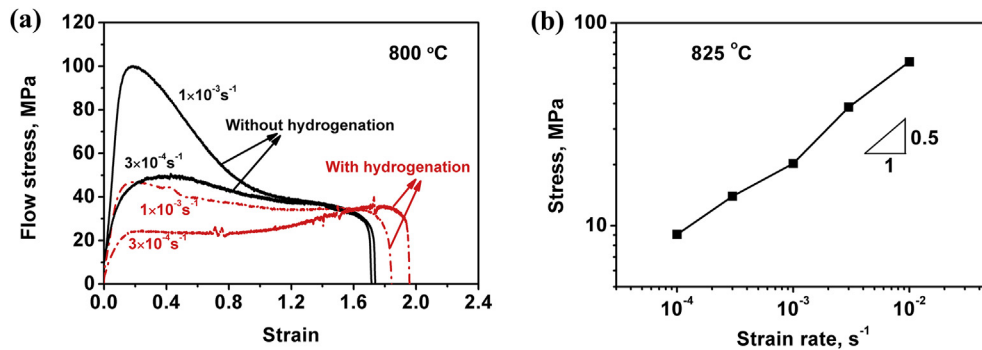 (a)
800 °C
Flow stress, MPa
120
100
80
60
40
20
0
1×10⁻³s⁻¹
Without hydrogenation
3×10⁻⁴s⁻¹
With hydrogenation
1×10⁻³s⁻¹
3×10⁻⁴s⁻¹
0.0 0.4 0.8 1.2 1.6 2.0 2.4
Strain
(b)
825 °C
Stress, MPa
100
10
0.5
1
10⁻⁴ 10⁻³ 10⁻²
Strain rate, s⁻¹